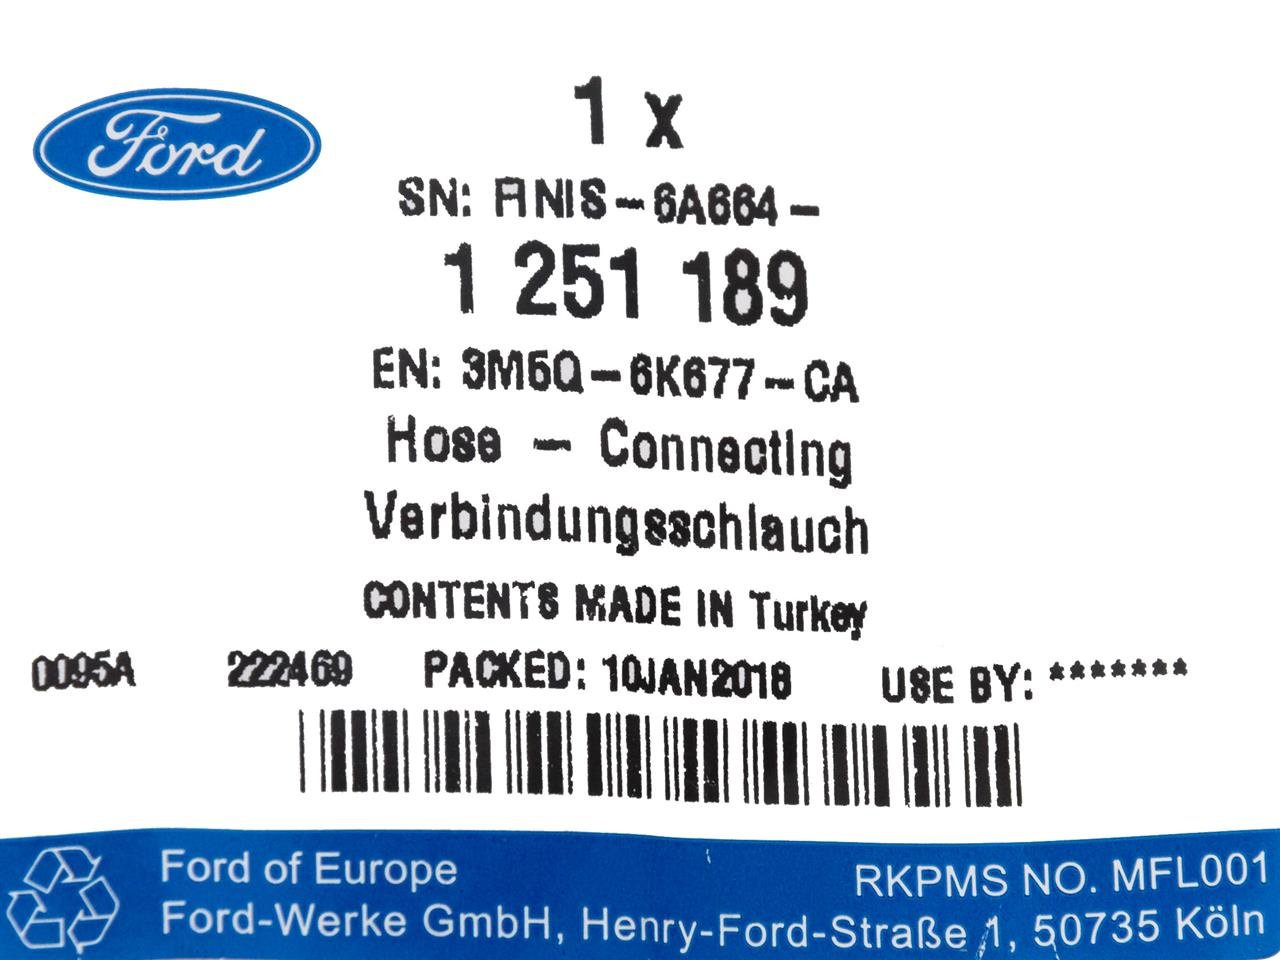 Ford
1 x
SN: FINIS-6A664-
1 251 189
EN: 3M5Q-6K677-CA
Hose - Connecting
Verbindungsschlauch
CONTENTS MADE IN Turkey
0095A 222469 PACKED: 10JAN2018 USE BY: *******
Ford of Europe RKPMS NO. MFL001
Ford-Werke GmbH, Henry-Ford-Straße 1, 50735 Köln